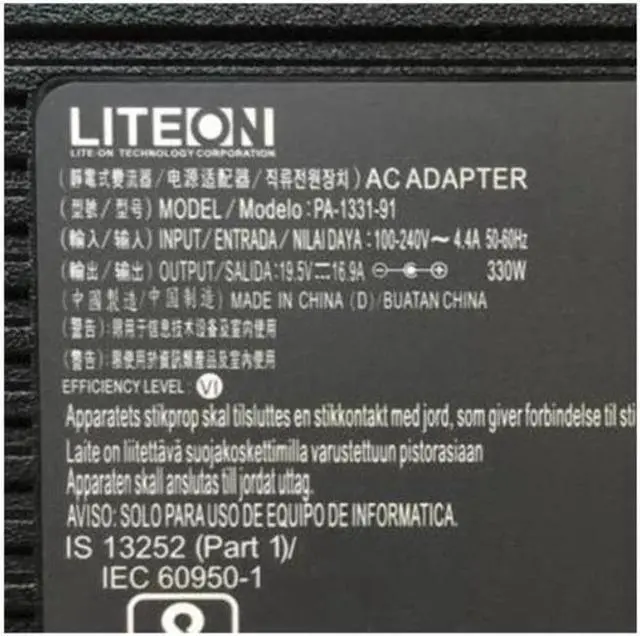 LITEON
LITE-ON TECHNOLOGY CORPORATION
(靜電式變流器/电源适配器/직류전원장치) AC ADAPTER
(型號/型号) MODEL/Modelo:PA-1331-91
(輸入/输入) INPUT/ENTRADA/NILAI DAYA:100-240V~ 4.4A 50-60Hz
(輸出/输出) OUTPUT/SALIDA:19.5V⎓16.9A 330W
(中國製造/中国制造) MADE IN CHINA (D)/BUATAN CHINA
(警告):限用于信息技术设备及室内使用
(警告):限使用於資訊類產品及室內使用
EFFICIENCY LEVEL: VI
Apparatets stikprop skal tilsluttes en stikkontakt med jord, som giver forbindelse til sti
Laite on liitettävä suojakoskettimilla varustettuun pistorasiaan
Apparaten skall anslutas till jordat uttag.
AVISO: SOLO PARA USO DE EQUIPO DE INFORMATICA.
IS 13252 (Part 1)/
IEC 60950-1